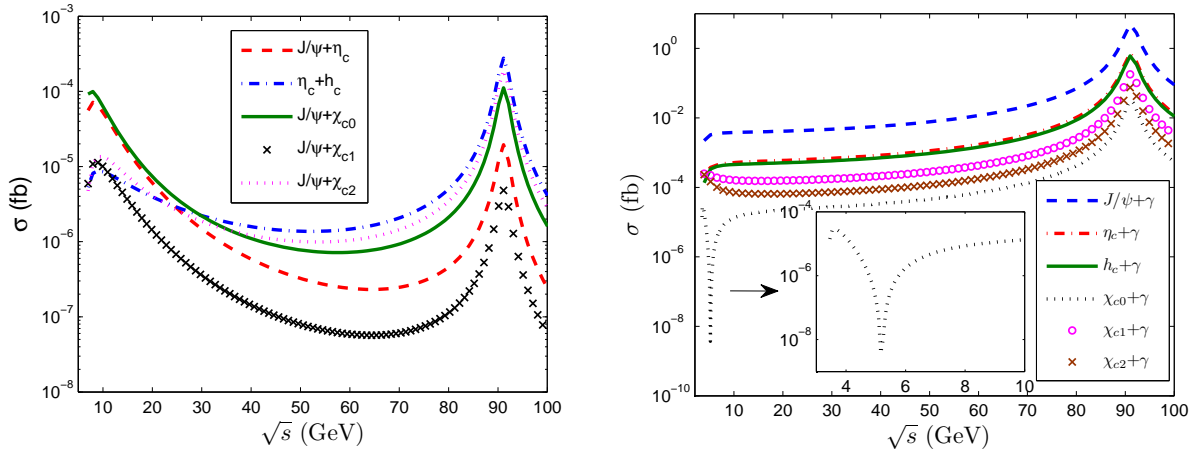 10⁻³
10⁻⁴
10⁻⁵
10⁻⁶
10⁻⁷
10⁻⁸
σ (fb)
J/ψ+η_c
η_c+h_c
J/ψ+χ_c0
J/ψ+χ_c1
J/ψ+χ_c2
10 20 30 40 50 60 70 80 90 100
√s (GeV)
10⁰
10⁻²
10⁻⁴
10⁻⁶
10⁻⁸
10⁻¹⁰
σ (fb)
10⁻⁴
10⁻⁶
10⁻⁸
4 6 8 10
J/ψ+γ
η_c+γ
h_c+γ
χ_c0+γ
χ_c1+γ
χ_c2+γ
10 20 30 40 50 60 70 80 90 100
√s (GeV)